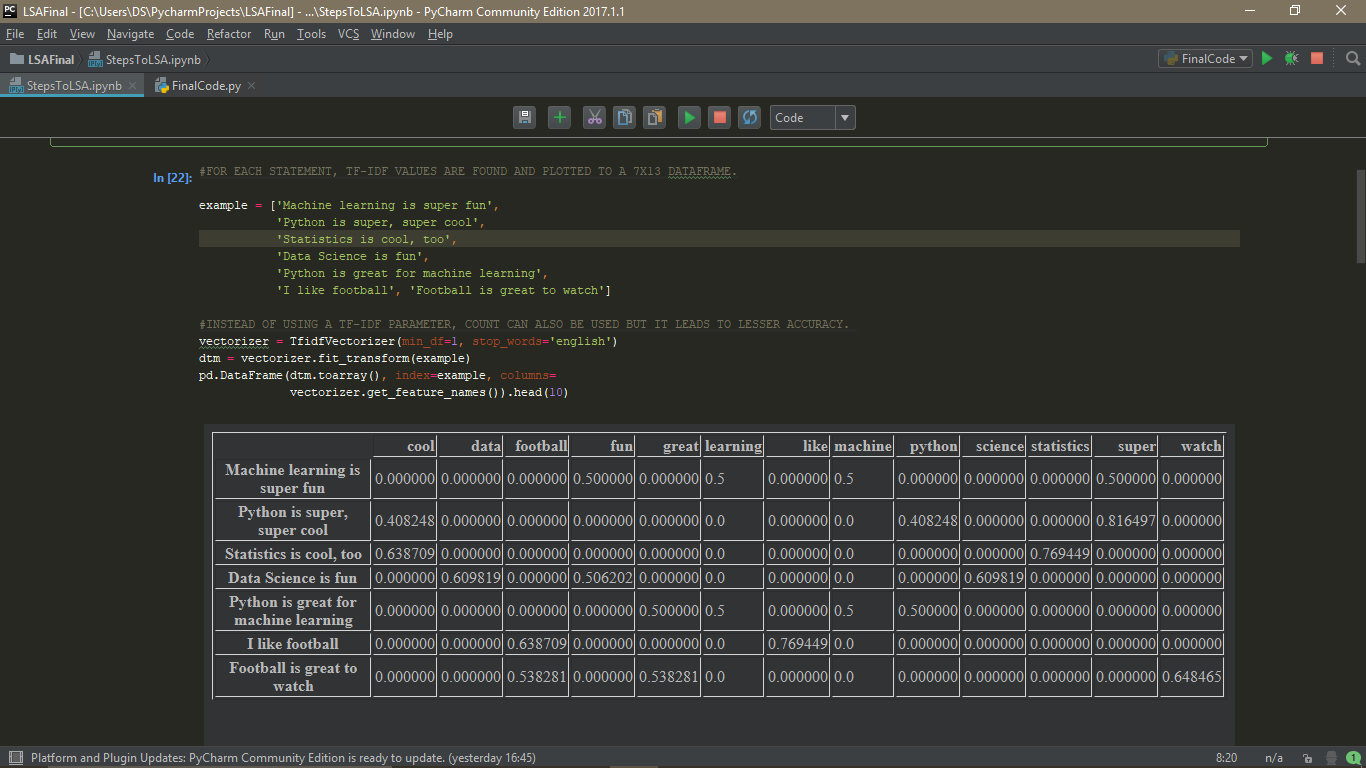 PC LSAFinal - [C:\Users\DS\PycharmProjects\LSAFinal] - ...\StepsToLSA.ipynb - PyCharm Community Edition 2017.1.1
File Edit View Navigate Code Refactor Run Tools VCS Window Help
LSAFinal StepsToLSA.ipynb FinalCode
StepsToLSA.ipynb FinalCode.py
Code
In [22]: #FOR EACH STATEMENT, TF-IDF VALUES ARE FOUND AND PLOTTED TO A 7X13 DATAFRAME.
example = ['Machine learning is super fun',
'Python is super, super cool',
'Statistics is cool, too',
'Data Science is fun',
'Python is great for machine learning',
'I like football', 'Football is great to watch']
#INSTEAD OF USING A TF-IDF PARAMETER, COUNT CAN ALSO BE USED BUT IT LEADS TO LESSER ACCURACY.
vectorizer = TfidfVectorizer(min_df=1, stop_words='english')
dtm = vectorizer.fit_transform(example)
pd.DataFrame(dtm.toarray(), index=example, columns=
vectorizer.get_feature_names()).head(10)
cool data football fun great learning like machine python science statistics super watch
Machine learning is
super fun
0.000000 0.000000 0.000000 0.500000 0.000000 0.5 0.000000 0.5 0.000000 0.000000 0.000000 0.500000 0.000000
Python is super,
super cool
0.408248 0.000000 0.000000 0.000000 0.000000 0.0 0.000000 0.0 0.408248 0.000000 0.000000 0.816497 0.000000
Statistics is cool, too 0.638709 0.000000 0.000000 0.000000 0.000000 0.0 0.000000 0.0 0.000000 0.000000 0.769449 0.000000 0.000000
Data Science is fun 0.000000 0.609819 0.000000 0.506202 0.000000 0.0 0.000000 0.0 0.000000 0.609819 0.000000 0.000000 0.000000
Python is great for
machine learning
0.000000 0.000000 0.000000 0.000000 0.500000 0.5 0.000000 0.5 0.500000 0.000000 0.000000 0.000000 0.000000
I like football 0.000000 0.000000 0.638709 0.000000 0.000000 0.0 0.769449 0.0 0.000000 0.000000 0.000000 0.000000 0.000000
Football is great to
watch
0.000000 0.000000 0.538281 0.000000 0.538281 0.0 0.000000 0.0 0.000000 0.000000 0.000000 0.000000 0.648465
Platform and Plugin Updates: PyCharm Community Edition is ready to update. (yesterday 16:45) 8:20 n/a 1